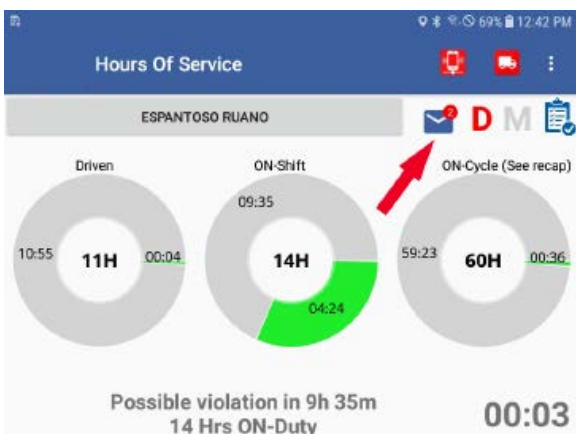 69% 12:42 PM
Hours Of Service
ESPANTOSO RUANO
2
D M
Driven
ON-Shift
ON-Cycle (See recap)
10:55 11H 00:04
09:35 14H 04:24
59:23 60H 00:36
Possible violation in 9h 35m
14 Hrs ON-Duty
00:03